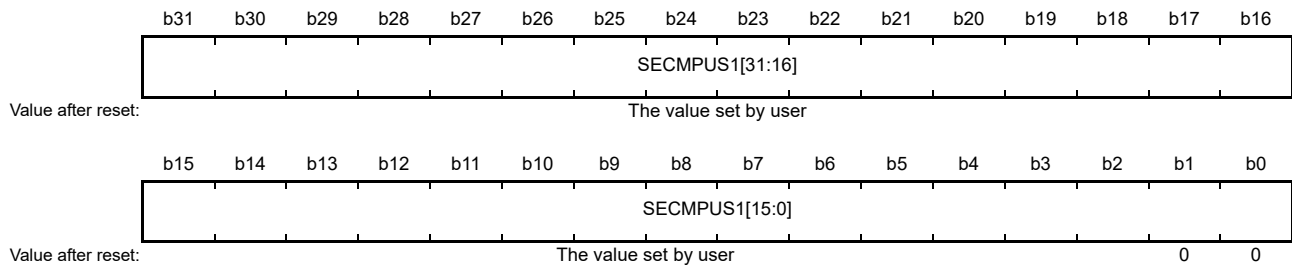 b31 b30 b29 b28 b27 b26 b25 b24 b23 b22 b21 b20 b19 b18 b17 b16
SECMPUS1[31:16]
Value after reset: The value set by user
b15 b14 b13 b12 b11 b10 b9 b8 b7 b6 b5 b4 b3 b2 b1 b0
SECMPUS1[15:0]
Value after reset: The value set by user 0 0